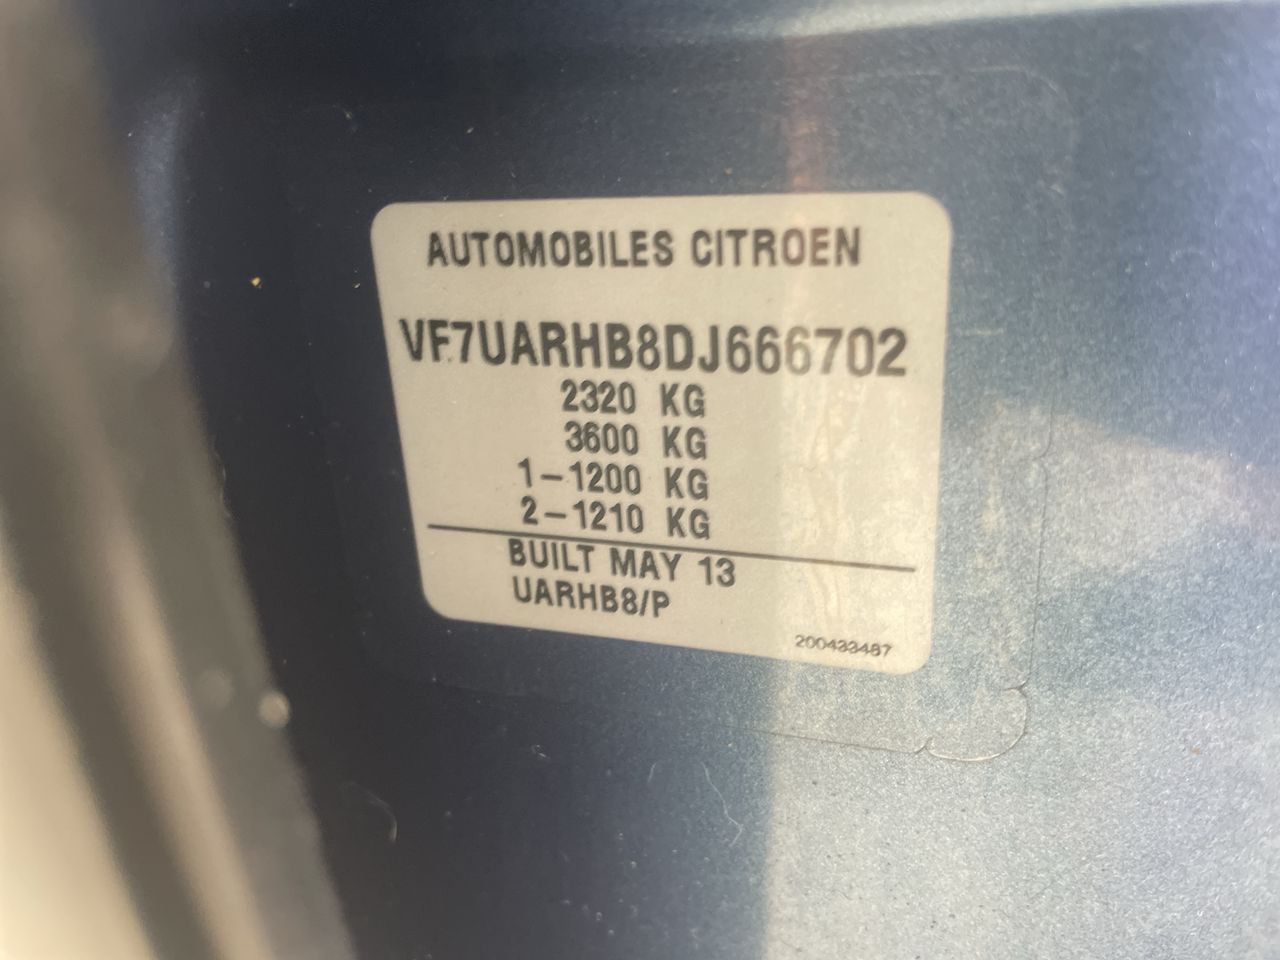 AUTOMOBILES CITROEN
VF7UARHB8DJ666702
2320 KG
3600 KG
1-1200 KG
2-1210 KG
BUILT MAY 13
UARHB8/P
200433487